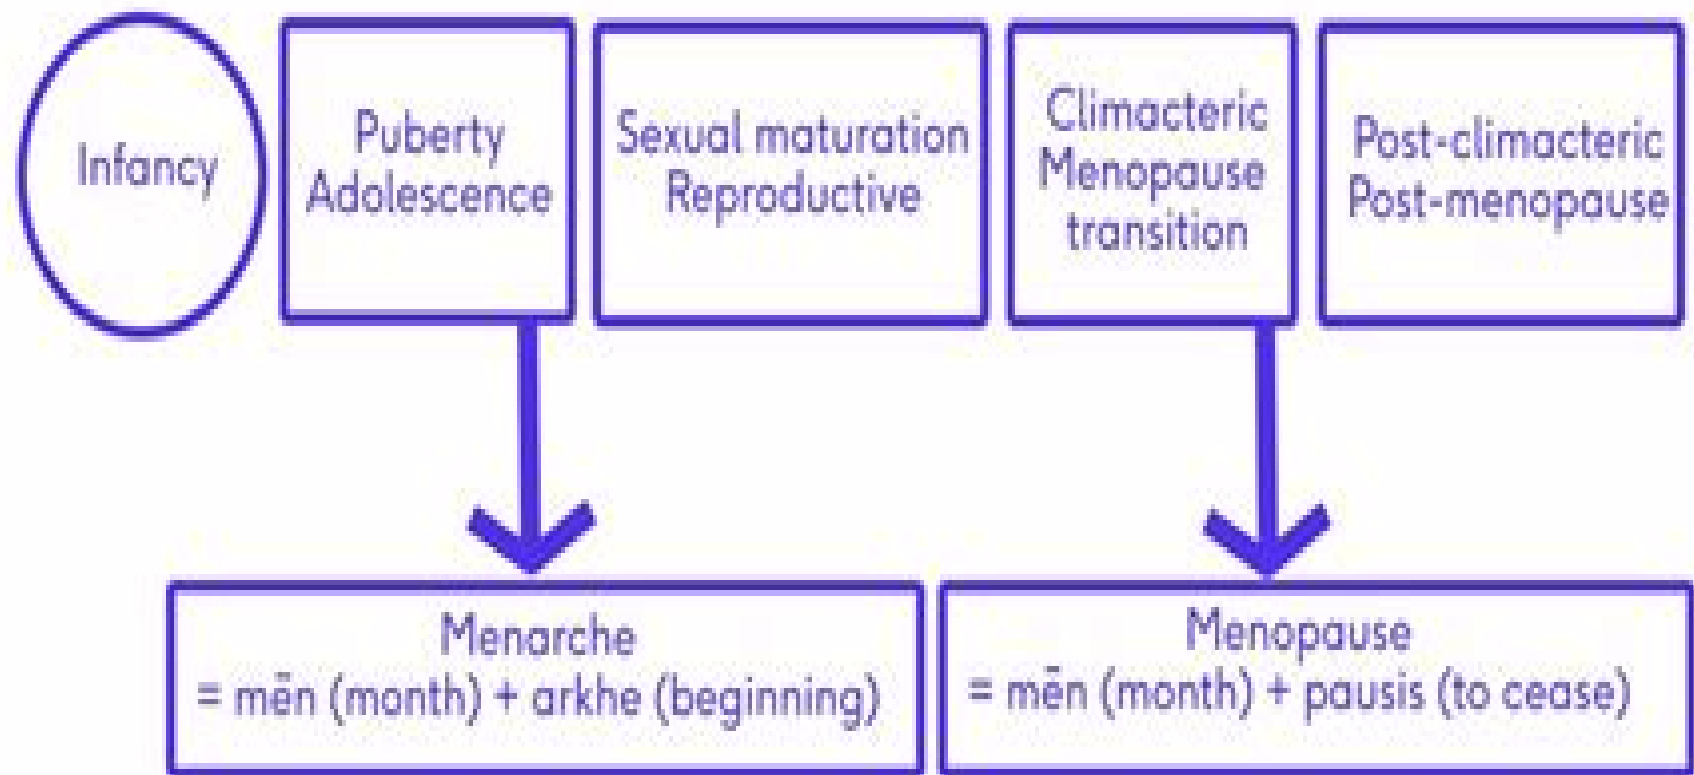 Infancy
Puberty
Adolescence
Sexual maturation
Reproductive
Climacteric
Menopause
transition
Post-climacteric
Post-menopause
Menarche
= mēn (month) + arkhe (beginning)
Menopause
= mēn (month) + pausis (to cease)